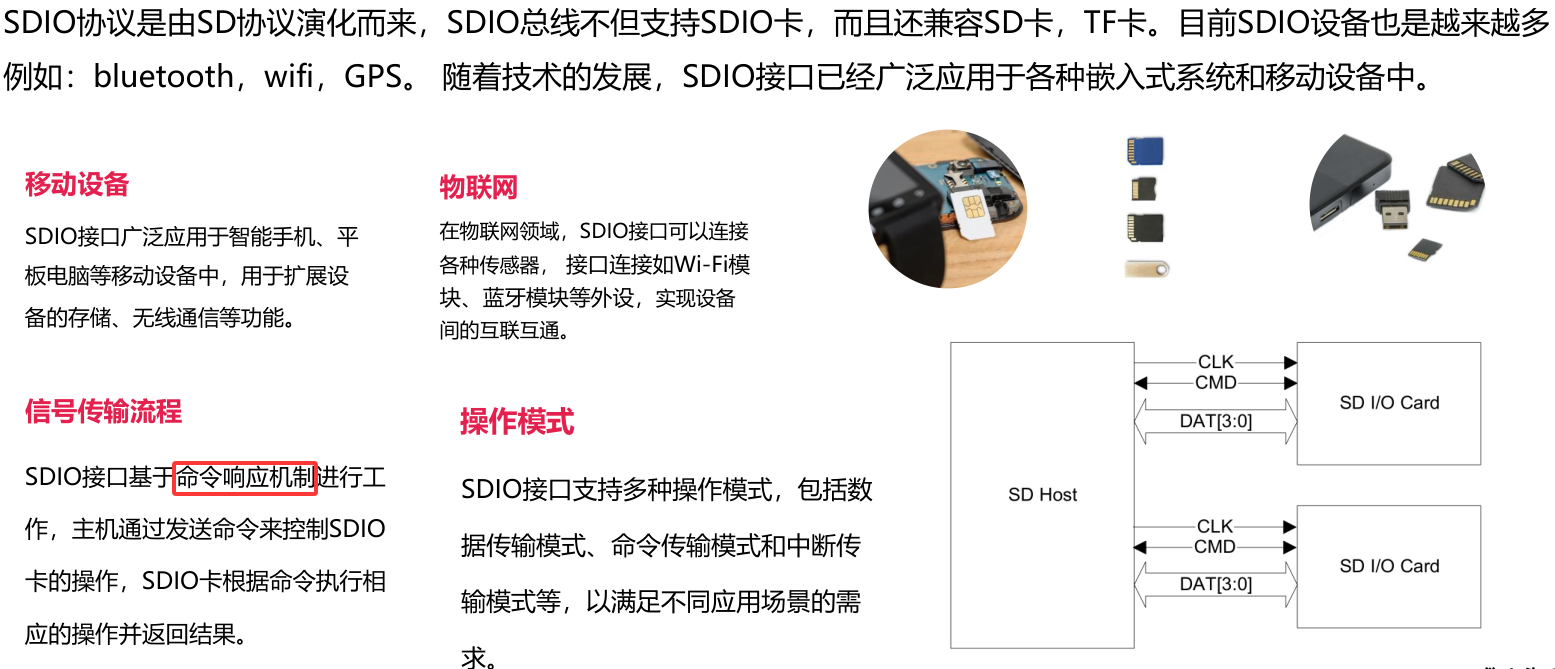 SDIO协议是由SD协议演化而来，SDIO总线不但支持SDIO卡，而且还兼容SD卡，TF卡。目前SDIO设备也是越来越多
例如：bluetooth，wifi，GPS。 随着技术的发展，SDIO接口已经广泛应用于各种嵌入式系统和移动设备中。
移动设备
SDIO接口广泛应用于智能手机、平
板电脑等移动设备中，用于扩展设
备的存储、无线通信等功能。
物联网
在物联网领域，SDIO接口可以连接
各种传感器， 接口连接如Wi-Fi模
块、蓝牙模块等外设，实现设备
间的互联互通。
信号传输流程
SDIO接口基于命令响应机制进行工
作，主机通过发送命令来控制SDIO
卡的操作，SDIO卡根据命令执行相
应的操作并返回结果。
操作模式
SDIO接口支持多种操作模式，包括数
据传输模式、命令传输模式和中断传
输模式等，以满足不同应用场景的需
求。
SD Host
CLK
CMD
DAT[3:0]
SD I/O Card
CLK
CMD
DAT[3:0]
SD I/O Card